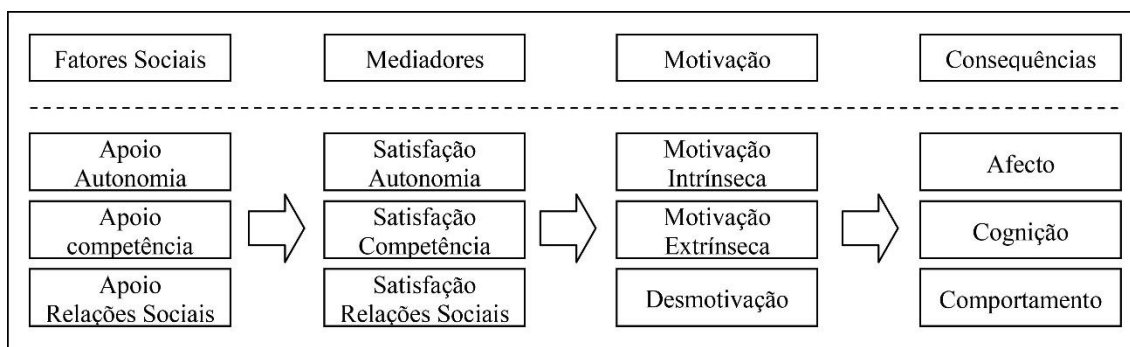 Fatores Sociais
Mediadores
Motivação
Consequências
Apoio
Autonomia
Satisfação
Autonomia
Motivação
Intrínseca
Afecto
Apoio
competência
Satisfação
Competência
Motivação
Extrínseca
Cognição
Apoio
Relações Sociais
Satisfação
Relações Sociais
Desmotivação
Comportamento